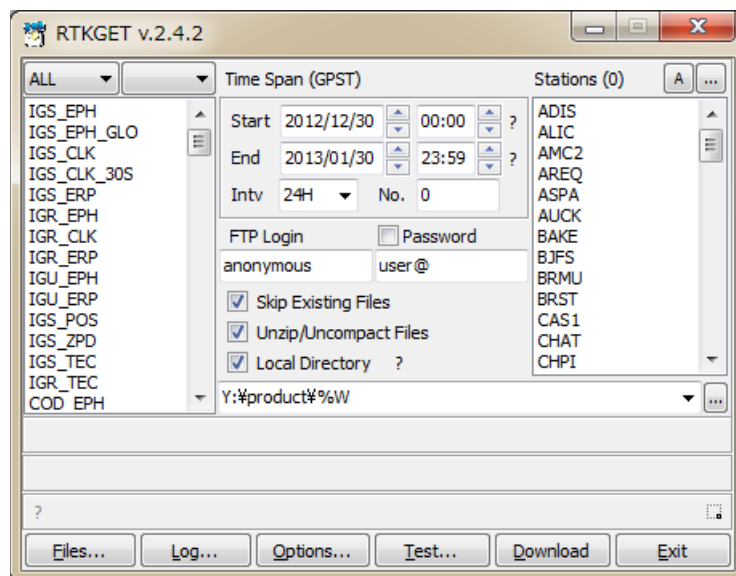 RTKGET v.2.4.2
ALL
Time Span (GPST)
Stations (0)
A
...
IGS_EPH
IGS_EPH_GLO
IGS_CLK
IGS_CLK_30S
IGS_ERP
IGR_EPH
IGR_CLK
IGR_ERP
IGU_EPH
IGU_ERP
IGS_POS
IGS_ZPD
IGS_TEC
IGR_TEC
COD_EPH
Start 2012/12/30 00:00 ?
End 2013/01/30 23:59 ?
Intv 24H No. 0
FTP Login Password
anonymous user@
Skip Existing Files
Unzip/Uncompact Files
Local Directory ?
Y:¥product¥%W
...
ADIS
ALIC
AMC2
AREQ
ASPA
AUCK
BAKE
BJFS
BRMU
BRST
CAS1
CHAT
CHPI
?
Files... Log... Options... Test... Download Exit